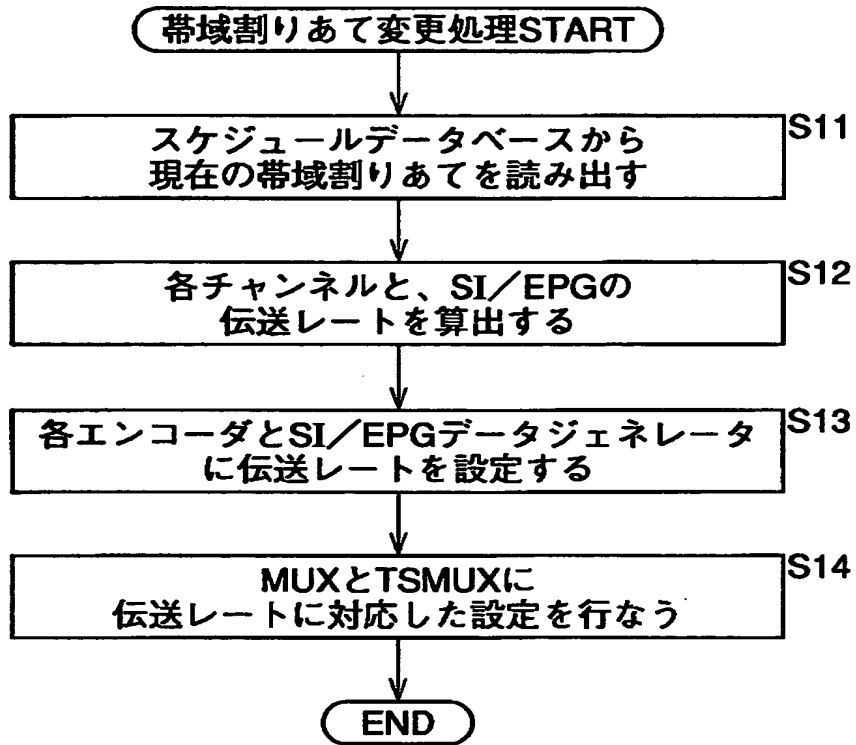 帯域割りあて変更処理START
S11
スケジュールデータベースから
現在の帯域割りあてを読み出す
S12
各チャンネルと、SI／EPGの
伝送レートを算出する
S13
各エンコーダとSI／EPGデータジェネレータ
に伝送レートを設定する
S14
MUXとTSMUXに
伝送レートに対応した設定を行なう
END